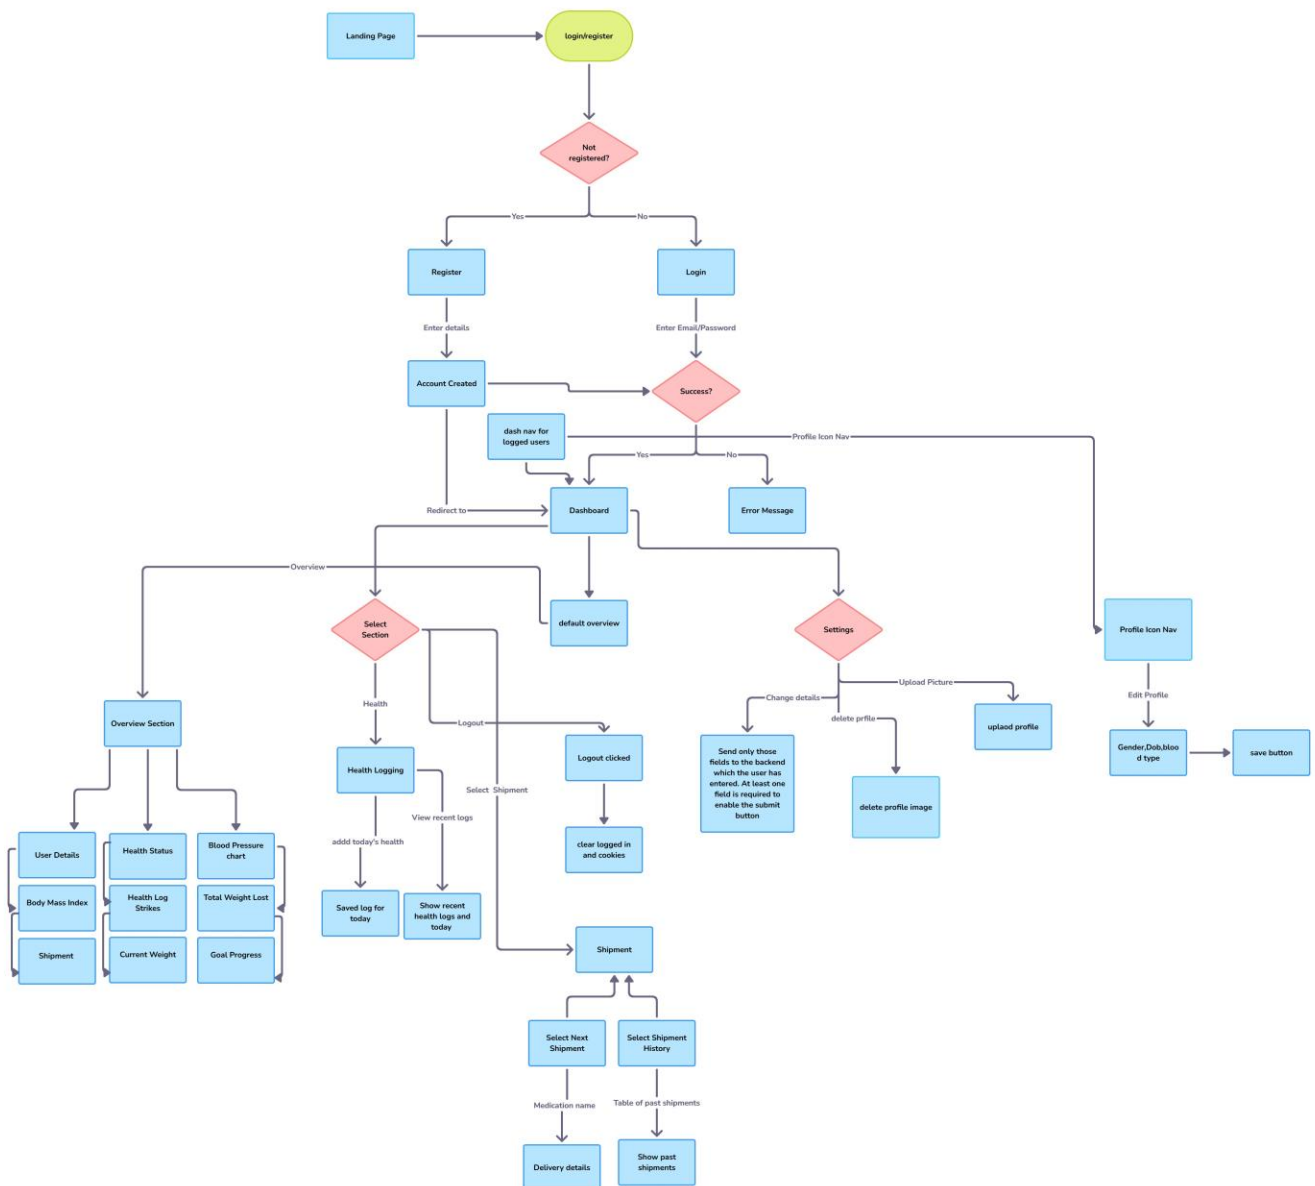 Landing Page
login/register
Not
registered?
Yes
No
Register
Login
Enter details
Enter Email/Password
Account Created
Success?
dash nav for
logged users
Profile Icon Nav
Yes
No
Redirect to
Dashboard
Error Message
Overview
Select
Section
default overview
Settings
Profile Icon Nav
Upload Picture
Edit Profile
Change details
Health
delete prfile
Overview Section
Logout
uplaod profile
Send only those
fields to the backend
which the user has
entered. At least one
field is required to
enable the submit
button
Gender,Dob,bloo
d type
save button
Logout clicked
Health Logging
Select Shipment
delete profile image
View recent logs
addd today's health
clear logged in
and cookies
User Details
Health Status
Blood Pressure
chart
Body Mass Index
Health Log
Strikes
Total Weight Lost
Saved log for
today
Show recent
health logs and
today
Shipment
Current Weight
Goal Progress
Shipment
Select Next
Shipment
Select Shipment
History
Medication name
Table of past shipments
Delivery details
Show past
shipments